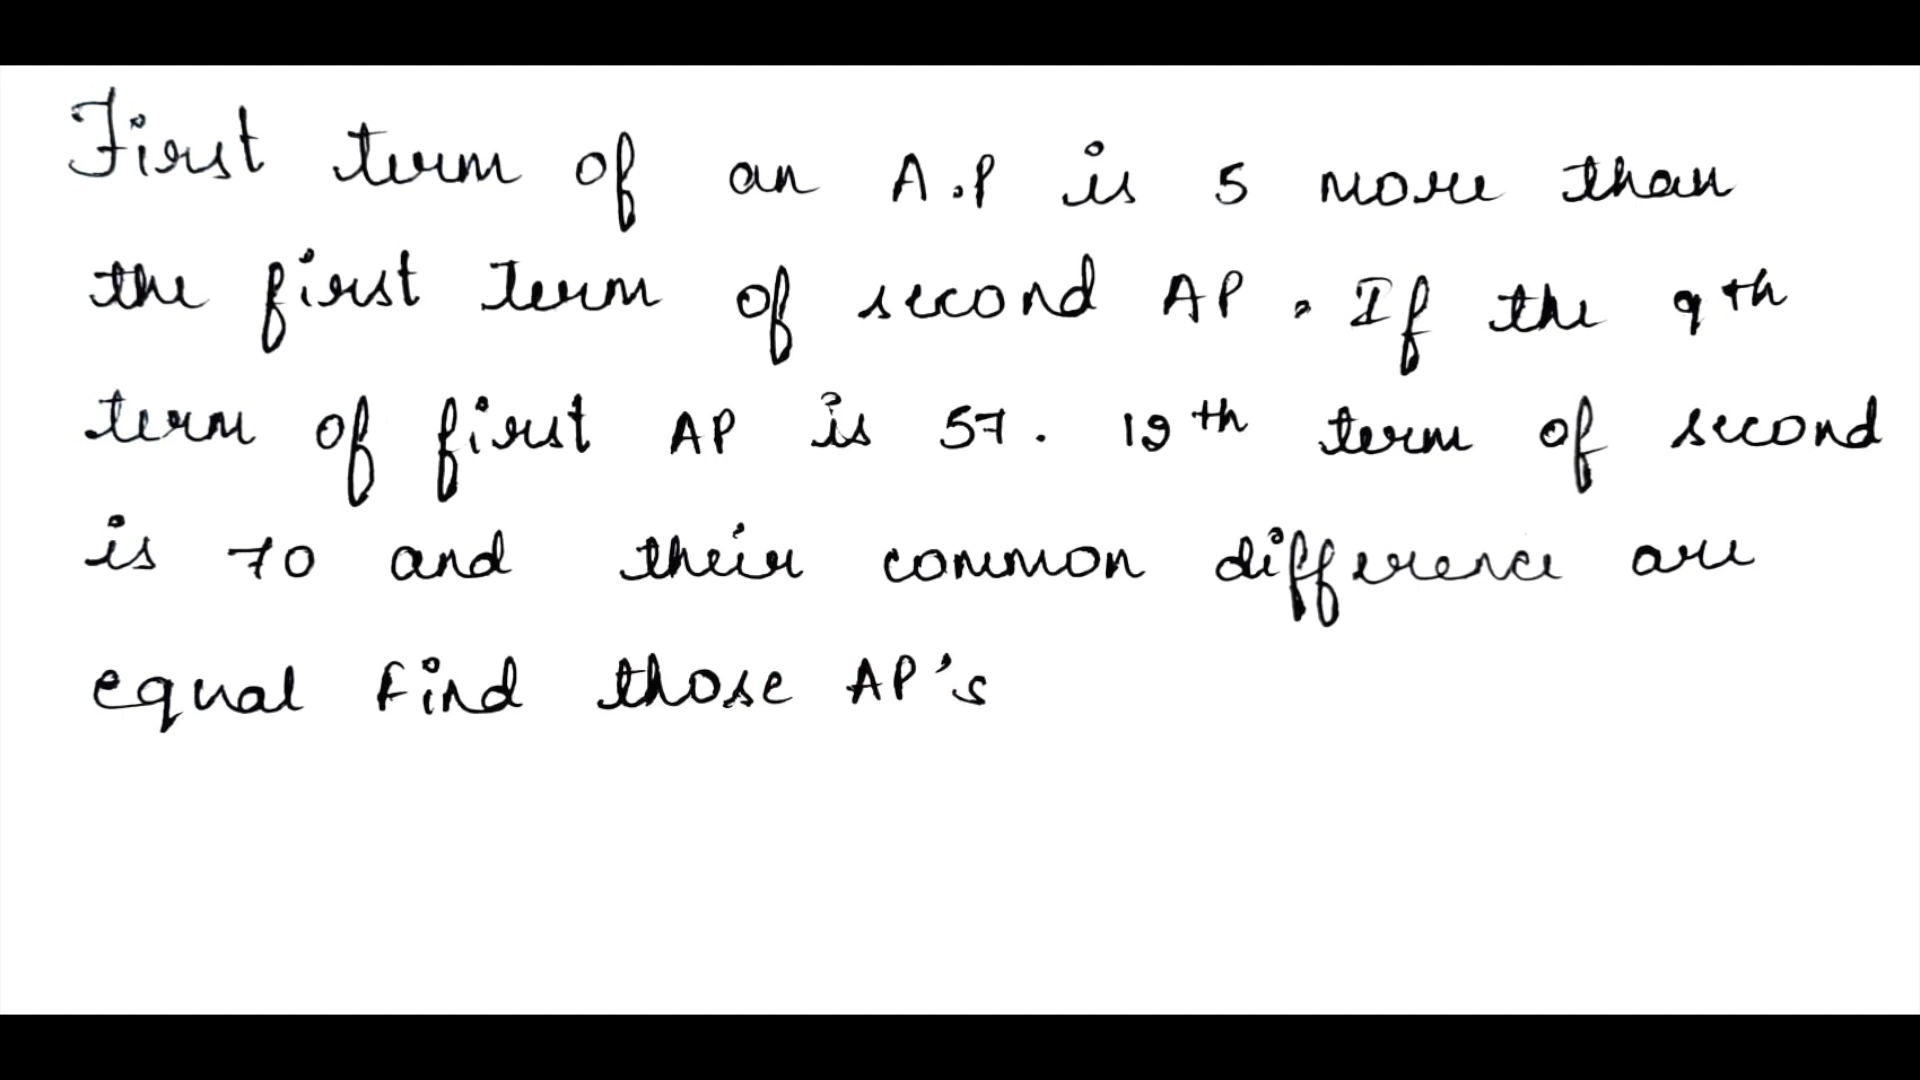 First term of an A.P is 5 more than
the first term of second AP. If the 9th
term of first AP is 57. 19th term of second
is 70 and their common difference are
equal find those AP's